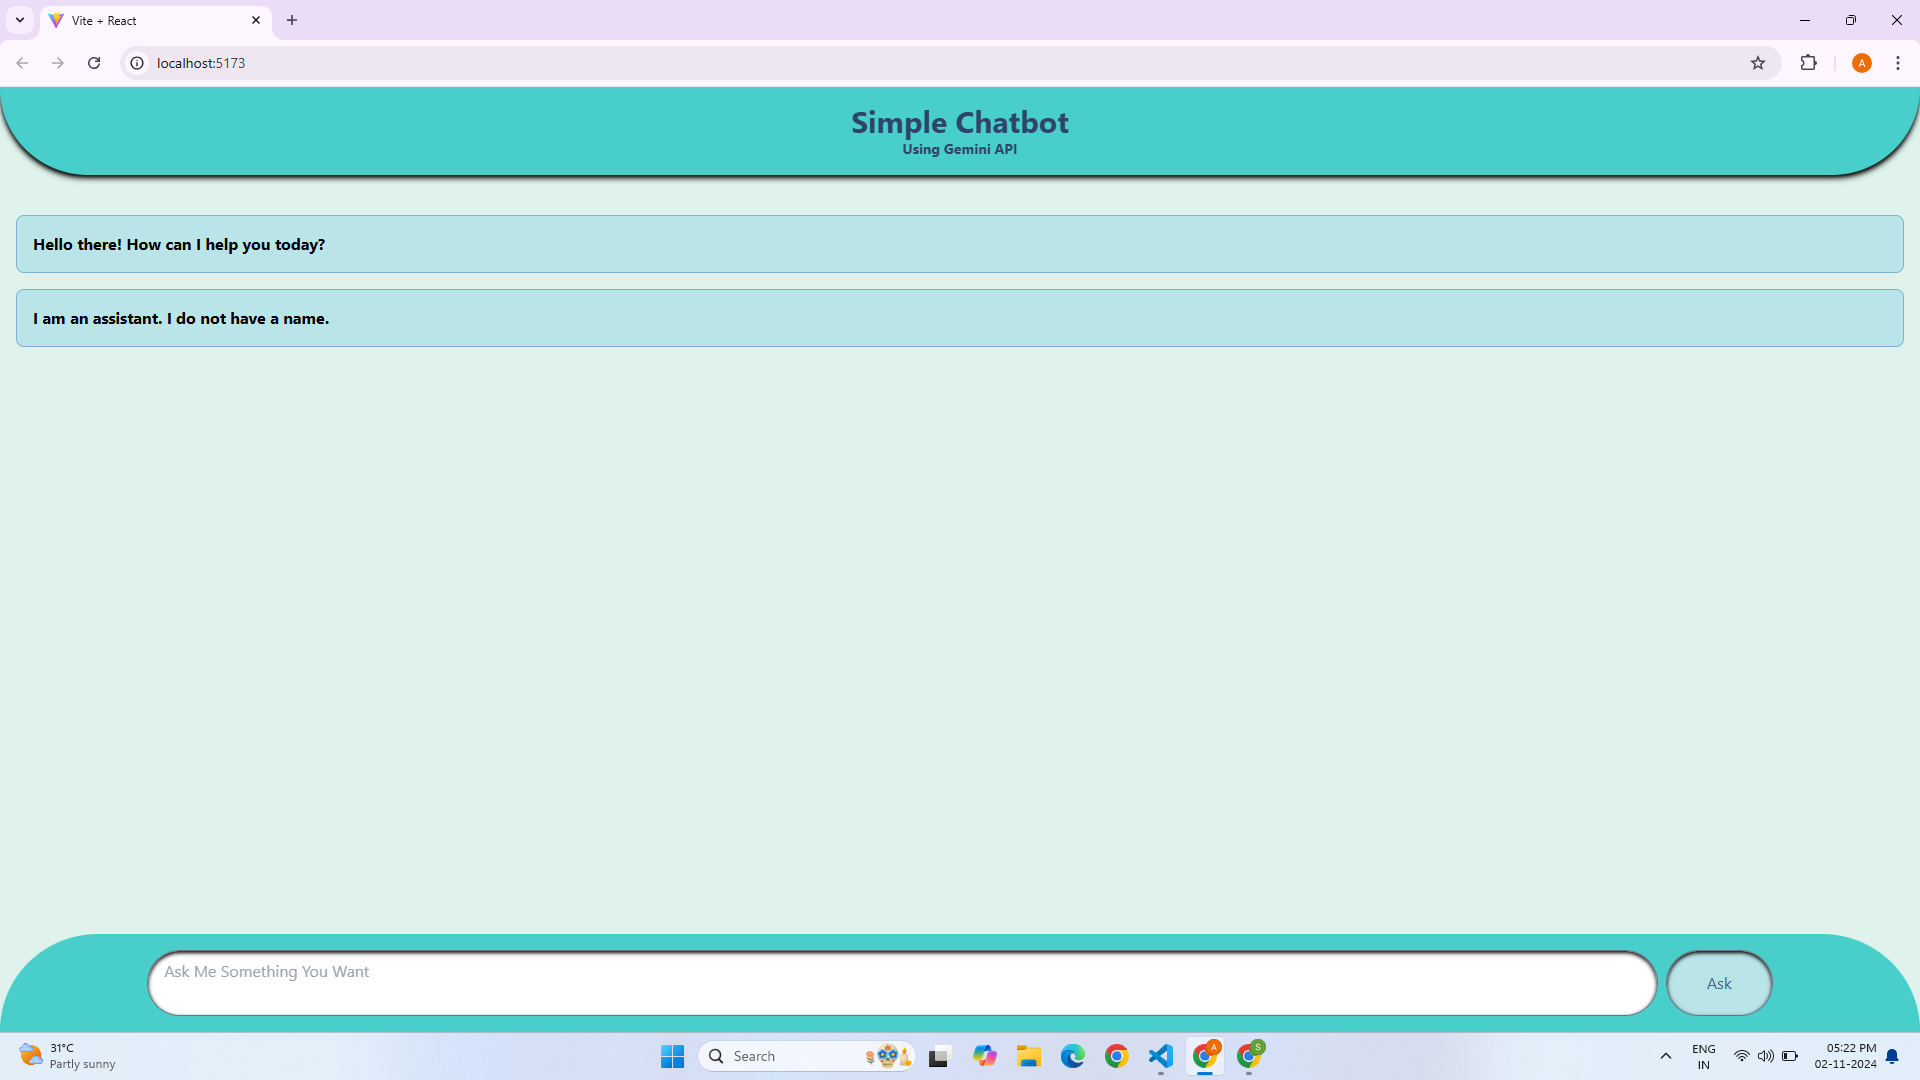 Vite + React
localhost:5173
A
Simple Chatbot
Using Gemini API
Hello there! How can I help you today?
I am an assistant. I do not have a name.
Ask Me Something You Want
Ask
31°C
Partly sunny
Search
A
S
ENG
IN
05:22 PM
02-11-2024